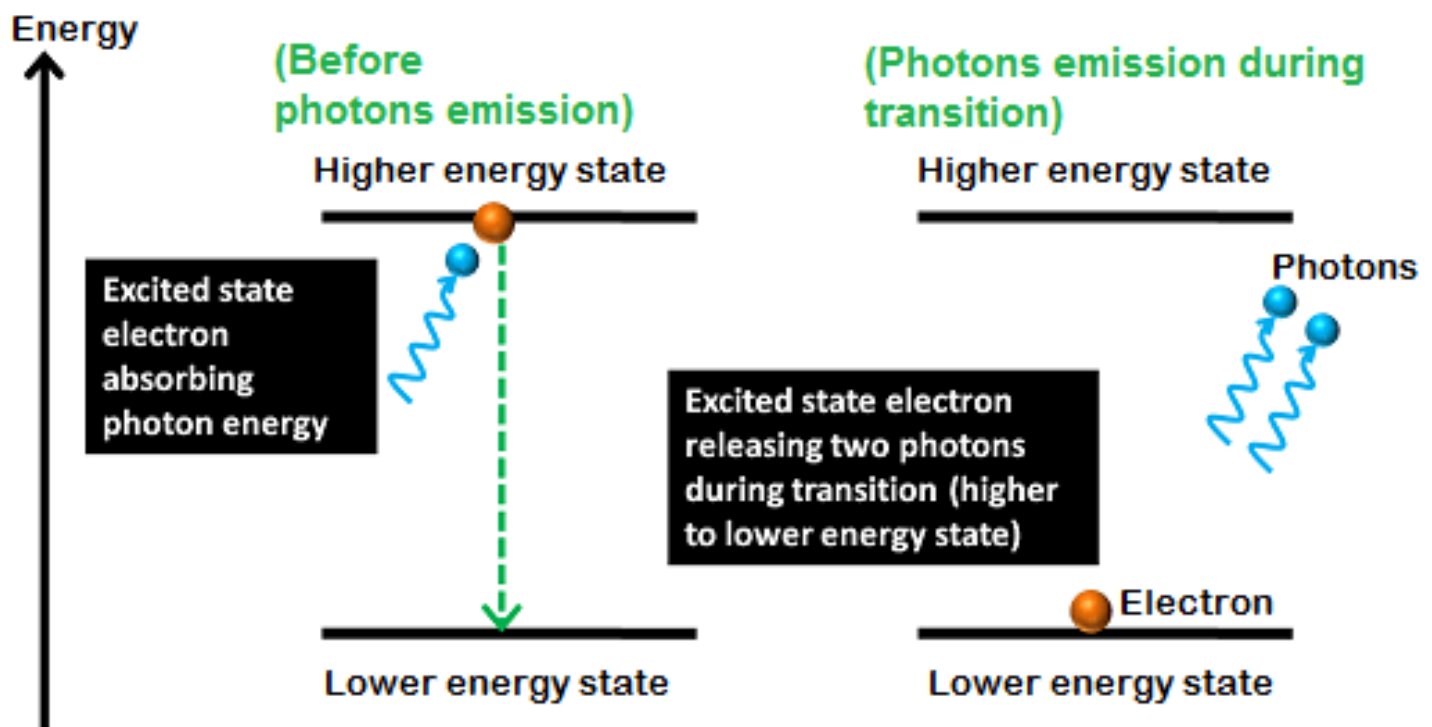 Energy
(Before
photons emission)
Higher energy state
Excited state
electron
absorbing
photon energy
Lower energy state
(Photons emission during
transition)
Higher energy state
Photons
Excited state electron
releasing two photons
during transition (higher
to lower energy state)
Electron
Lower energy state